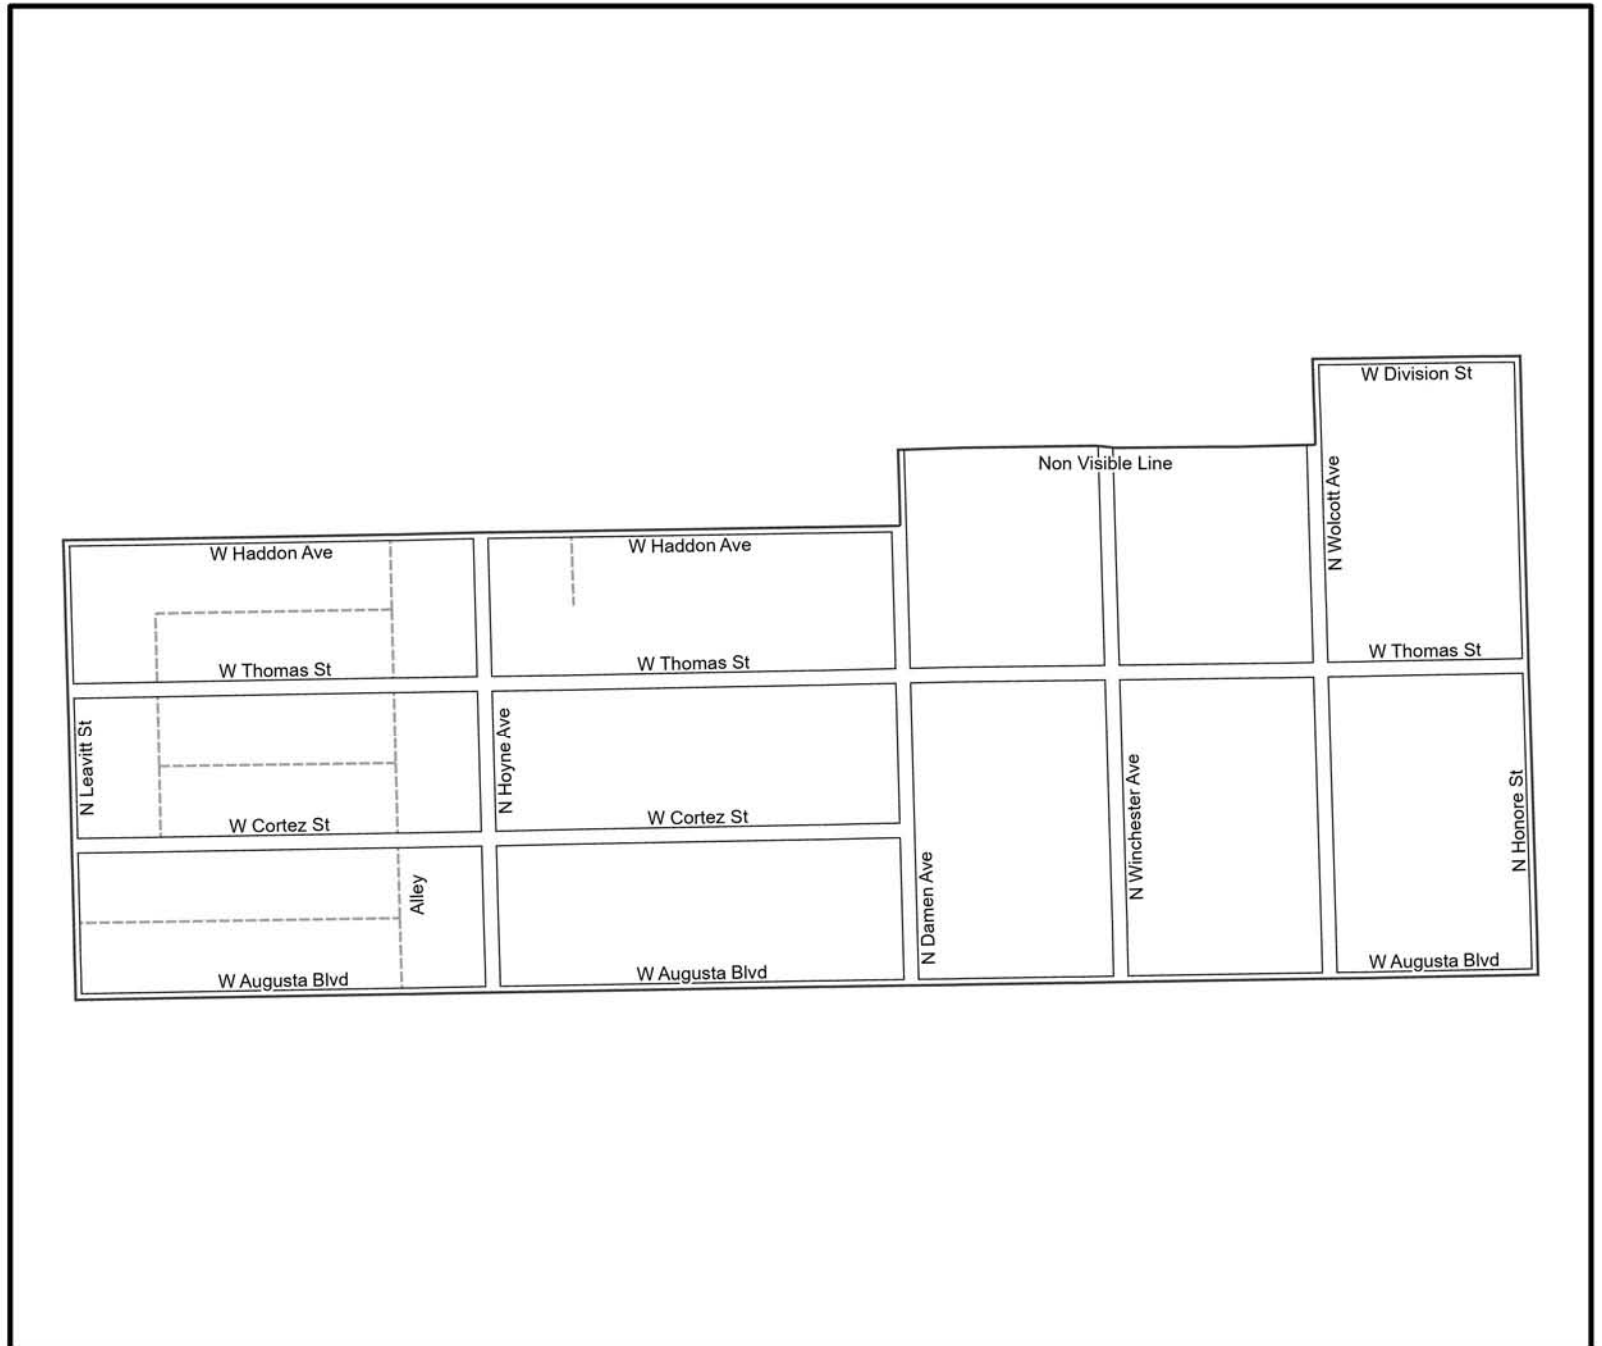 W Division St
Non Visible Line
N Wolcott Ave
W Haddon Ave
W Haddon Ave
W Thomas St
W Thomas St
W Thomas St
N Leavitt St
N Hoyne Ave
N Winchester Ave
N Honore St
W Cortez St
W Cortez St
Alley
N Damen Ave
W Augusta Blvd
W Augusta Blvd
W Augusta Blvd